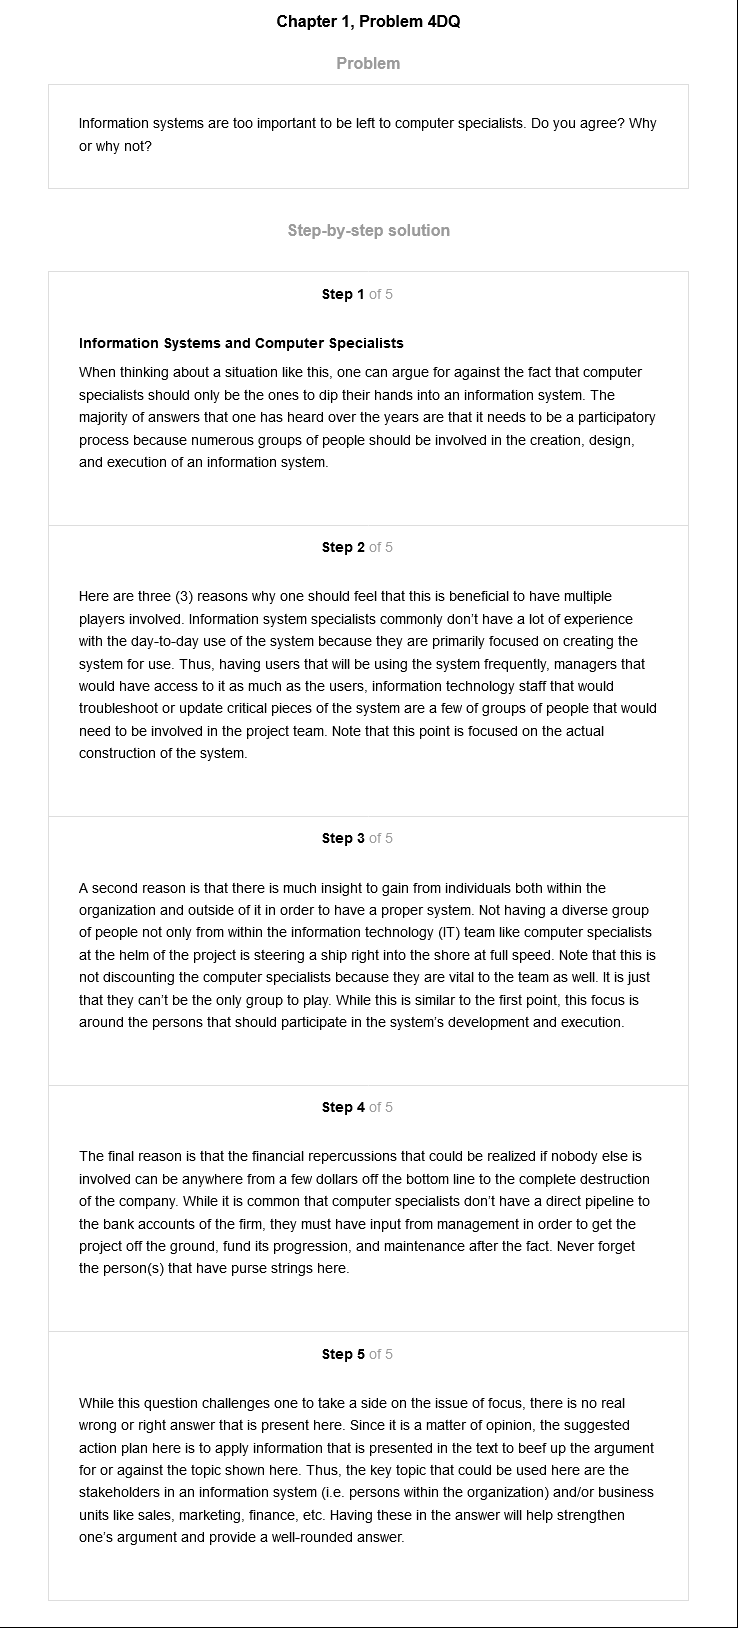 Chapter 1, Problem 4DQ
Problem
Information systems are too important to be left to computer specialists. Do you agree? Why
or why not?
Step-by-step solution
Step 1 of 5
Information Systems and Computer Specialists
When thinking about a situation like this, one can argue for against the fact that computer
specialists should only be the ones to dip their hands into an information system. The
majority of answers that one has heard over the years are that it needs to be a participatory
process because numerous groups of people should be involved in the creation, design,
and execution of an information system.
Step 2 of 5
Here are three (3) reasons why one should feel that this is beneficial to have multiple
players involved. Information system specialists commonly don’t have a lot of experience
with the day-to-day use of the system because they are primarily focused on creating the
system for use. Thus, having users that will be using the system frequently, managers that
would have access to it as much as the users, information technology staff that would
troubleshoot or update critical pieces of the system are a few of groups of people that would
need to be involved in the project team. Note that this point is focused on the actual
construction of the system.
Step 3 of 5
A second reason is that there is much insight to gain from individuals both within the
organization and outside of it in order to have a proper system. Not having a diverse group
of people not only from within the information technology (IT) team like computer specialists
at the helm of the project is steering a ship right into the shore at full speed. Note that this is
not discounting the computer specialists because they are vital to the team as well. It is just
that they can’t be the only group to play. While this is similar to the first point, this focus is
around the persons that should participate in the system’s development and execution.
Step 4 of 5
The final reason is that the financial repercussions that could be realized if nobody else is
involved can be anywhere from a few dollars off the bottom line to the complete destruction
of the company. While it is common that computer specialists don’t have a direct pipeline to
the bank accounts of the firm, they must have input from management in order to get the
project off the ground, fund its progression, and maintenance after the fact. Never forget
the person(s) that have purse strings here.
Step 5 of 5
While this question challenges one to take a side on the issue of focus, there is no real
wrong or right answer that is present here. Since it is a matter of opinion, the suggested
action plan here is to apply information that is presented in the text to beef up the argument
for or against the topic shown here. Thus, the key topic that could be used here are the
stakeholders in an information system (i.e. persons within the organization) and/or business
units like sales, marketing, finance, etc. Having these in the answer will help strengthen
one’s argument and provide a well-rounded answer.